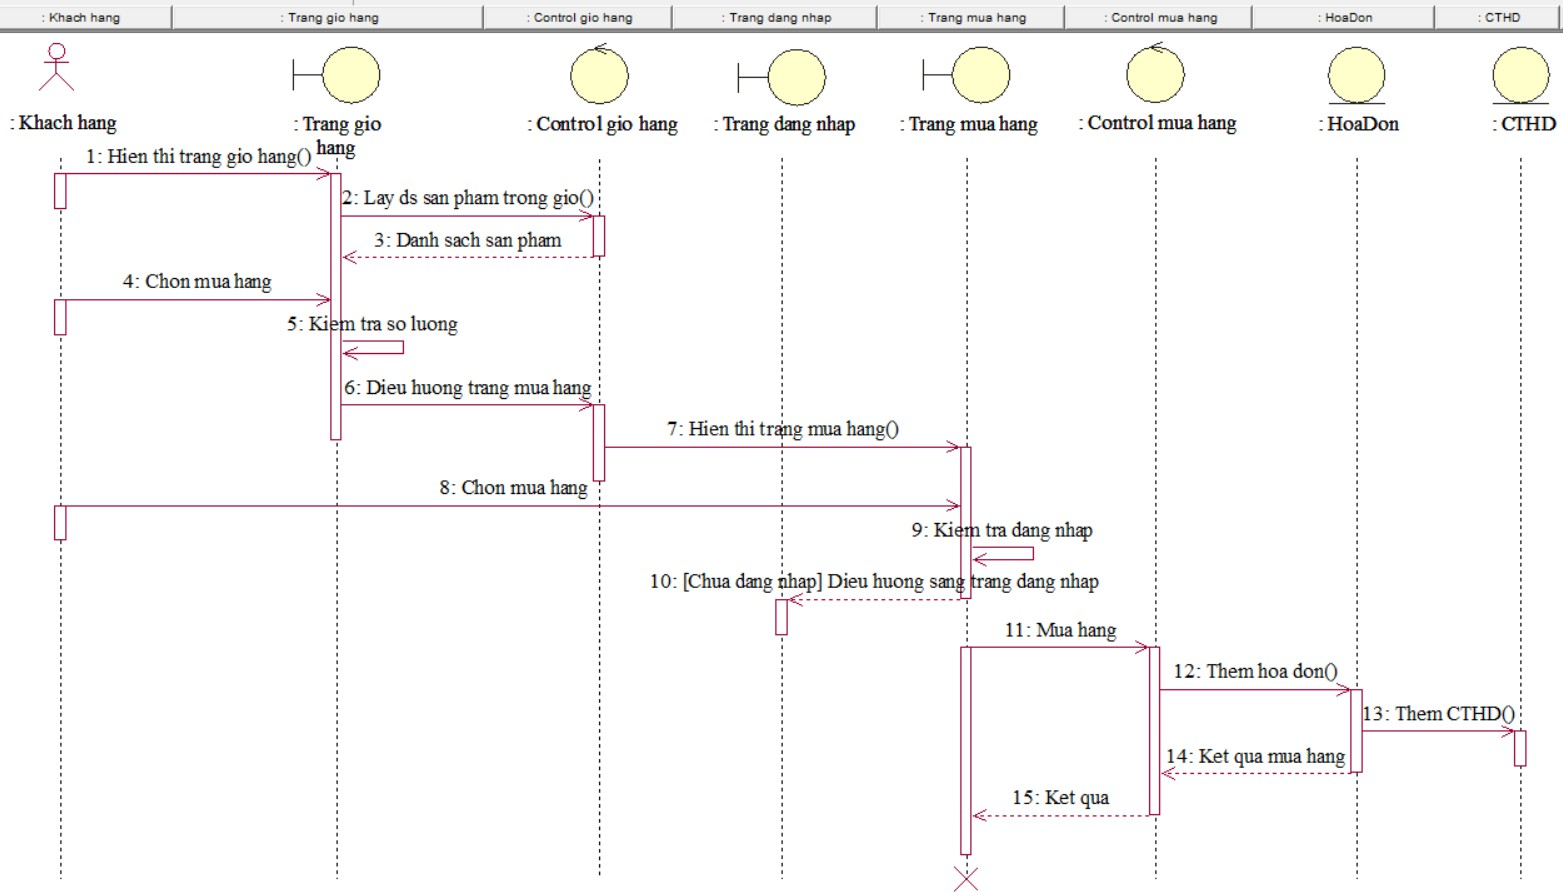 : Khach hang
: Trang gio hang
: Control gio hang
: Trang dang nhap
: Trang mua hang
: Control mua hang
: HoaDon
: CTHD
: Khach hang
: Trang gio
hang
: Control gio hang
: Trang dang nhap
: Trang mua hang
: Control mua hang
: HoaDon
: CTHD
1: Hien thi trang gio hang()
2: Lay ds san pham trong gio()
3: Danh sach san pham
4: Chon mua hang
5: Kiem tra so luong
6: Dieu huong trang mua hang
7: Hien thi trang mua hang()
8: Chon mua hang
9: Kiem tra dang nhap
10: [Chua dang nhap] Dieu huong sang trang dang nhap
11: Mua hang
12: Them hoa don()
13: Them CTHD()
14: Ket qua mua hang
15: Ket qua